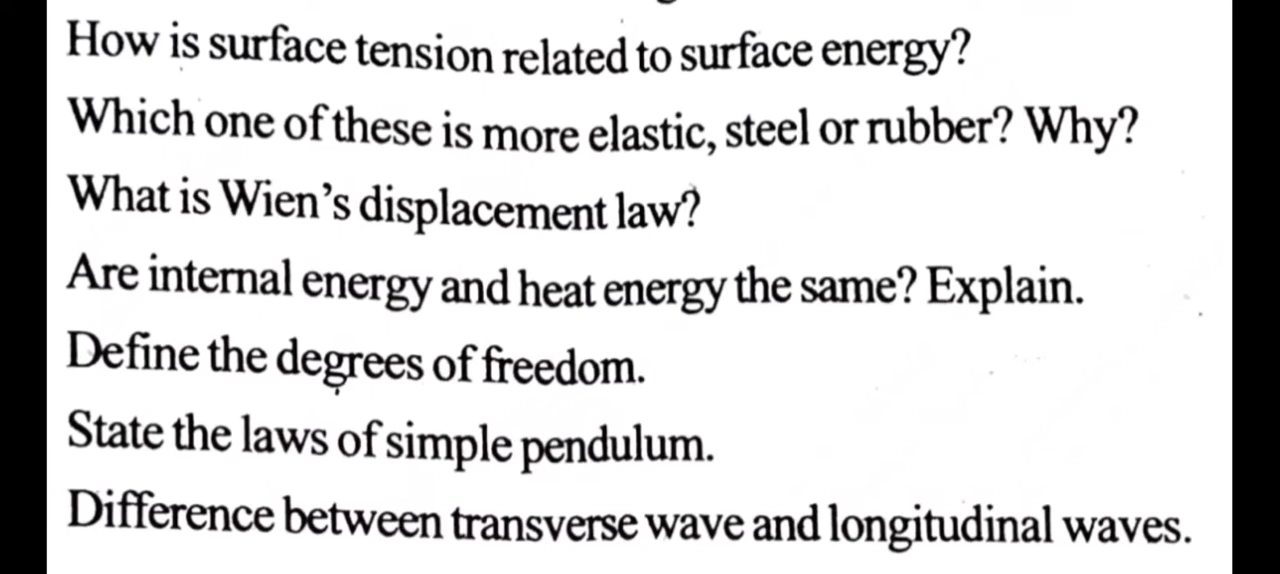 How is surface tension related to surface energy?
Which one of these is more elastic, steel or rubber? Why?
What is Wien's displacement law?
Are internal energy and heat energy the same? Explain.
Define the degrees of freedom.
State the laws of simple pendulum.
Difference between transverse wave and longitudinal waves.